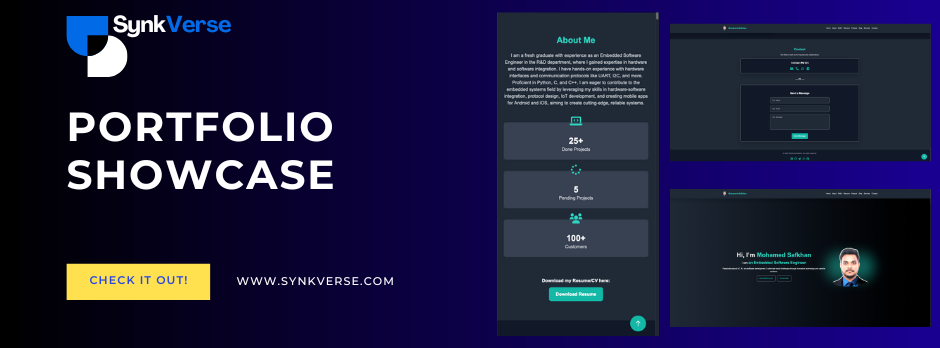 SynkVerse
PORTFOLIO
SHOWCASE
CHECK IT OUT!
WWW.SYNKVERSE.COM
About Me
I am a fresh graduate with experience as an Embedded Software
Engineer in the R&D department, where I gained expertise in hardware
and software integration. I have hands-on experience with hardware
interfaces and communication protocols like UART, I2C, and more.
Proficient in Python, C, and C++, I am eager to contribute to the
embedded systems field by leveraging my skills in hardware-software
integration, protocol design, IoT development, and creating mobile apps
for Android and iOS, aiming to create cutting-edge, reliable systems.
25+
Done Projects
5
Pending Projects
100+
Customers
Download my Resume/CV here:
Download Resume
Send a Message
Hi, I'm Mohamed Safkhan
I am an Embedded Software Engineer